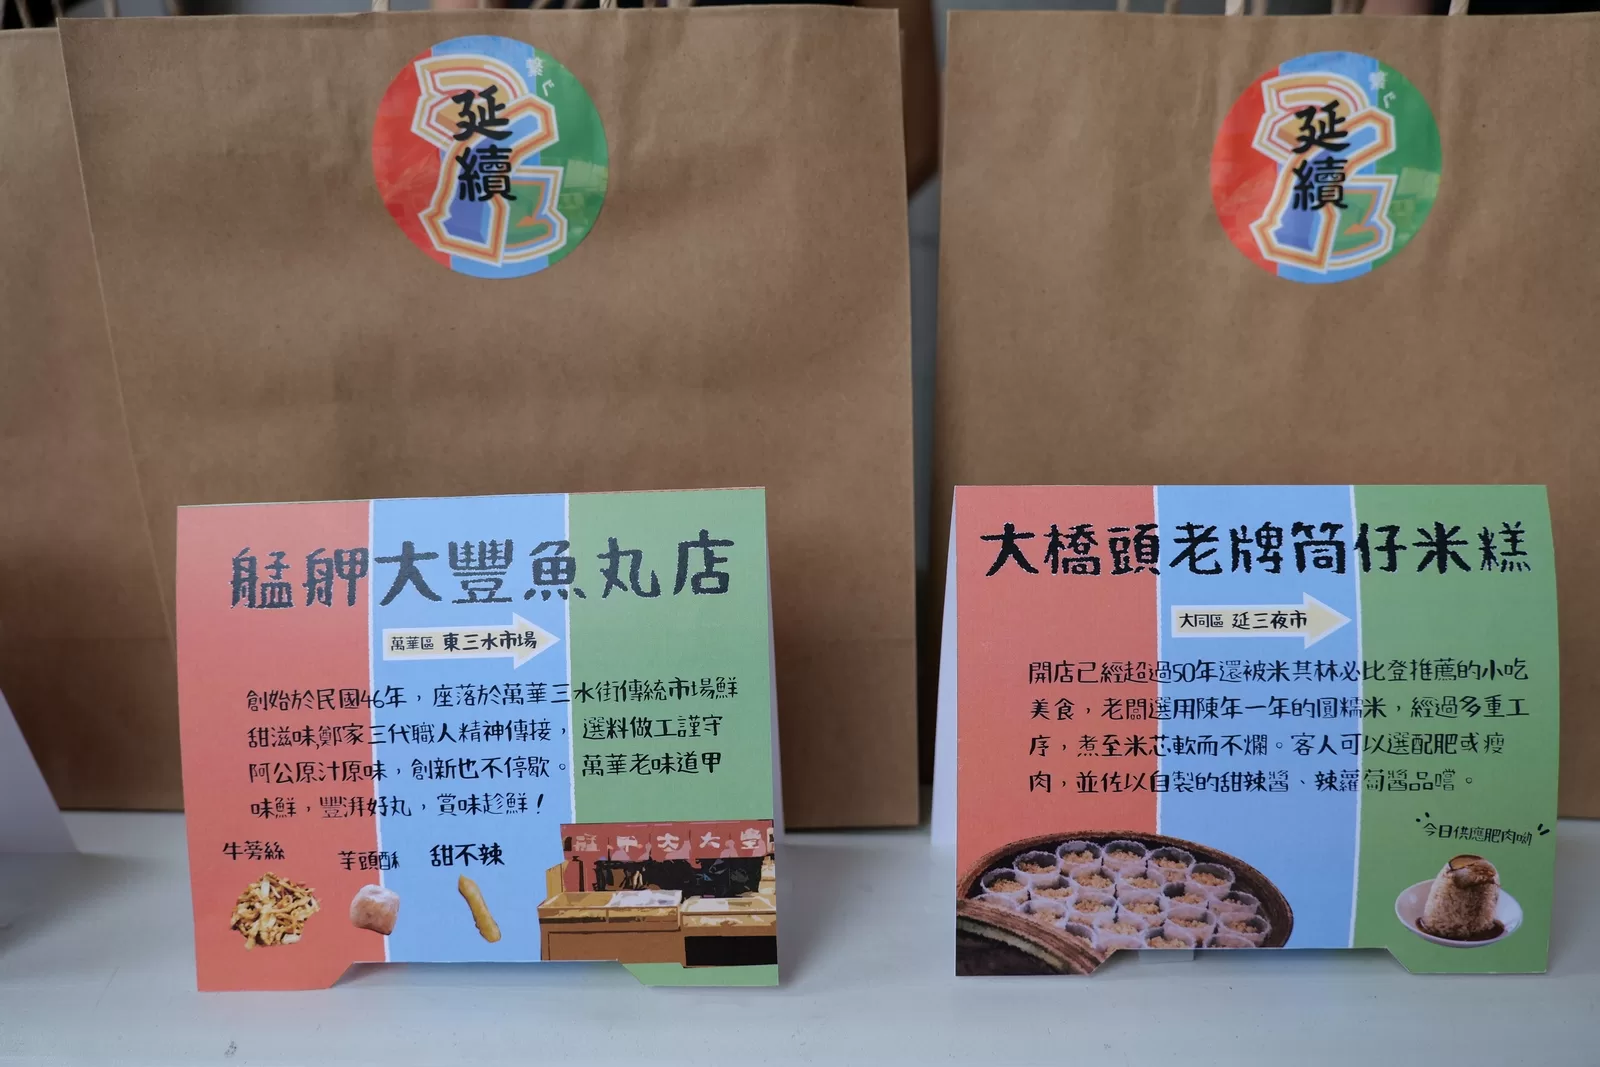 延
續
延
續
艋舺大豐魚丸店
萬華區 東三水市場
創始於民國46年，座落於萬華三水街傳統市場鮮
甜滋味,鄭家三代職人精神傳接，選料做工謹守
阿公原汁原味，創新也不停歇。萬華老味道甲
味鮮，豐湃好丸，賞味趁鮮！
牛蒡絲
芋頭酥
甜不辣
艋甲大大豐
大橋頭老牌筒仔米糕
大同區 延三夜市
開店已經超過50年還被米其林必比登推薦的小吃
美食，老闆選用陳年一年的圓糯米，經過多重工
序，煮至米芯軟而不爛。客人可以選配肥或瘦
肉，並佐以自製的甜辣醬、辣蘿蔔醬品嚐。
今日供應肥肉呦